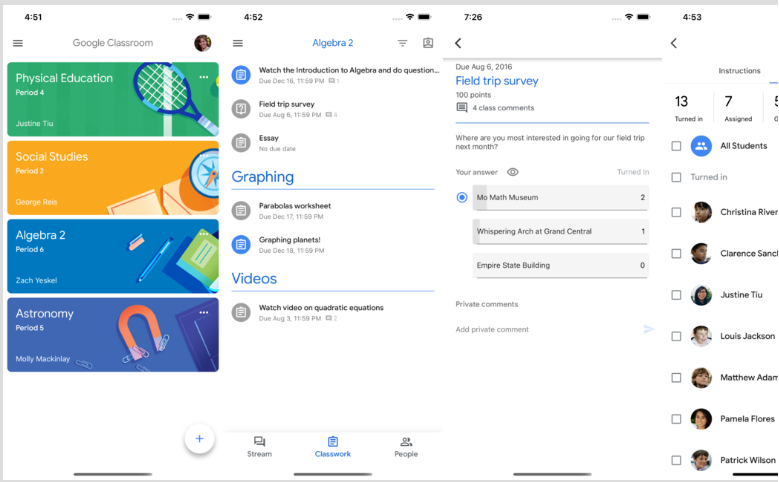 4:51
Google Classroom
Physical Education
Period 4
Justine Tiu
Social Studies
Period 2
George Reis
Algebra 2
Period 6
Zach Yeskel
Astronomy
Period 5
Molly Mackinlay
+
4:52
Algebra 2
Watch the Introduction to Algebra and do question...
Due Dec 16, 11:59 PM 1
Field trip survey
Due Aug 6, 11:59 PM 4
Essay
No due date
Graphing
Parabolas worksheet
Due Dec 17, 11:59 PM
Graphing planets!
Due Dec 18, 11:59 PM
Videos
Watch video on quadratic equations
Due Aug 3, 11:59 PM 2
Stream Classwork People
7:26
Due Aug 6, 2016
Field trip survey
100 points
4 class comments
Where are you most interested in going for our field trip
next month?
Your answer Turned In
Mo Math Museum 2
Whispering Arch at Grand Central 1
Empire State Building 0
Private comments
Add private comment
4:53
Instructions
13 7
Turned in Assigned
All Students
Turned in
Christina River
Clarence Sanc
Justine Tiu
Louis Jackson
Matthew Adam
Pamela Flores
Patrick Wilson